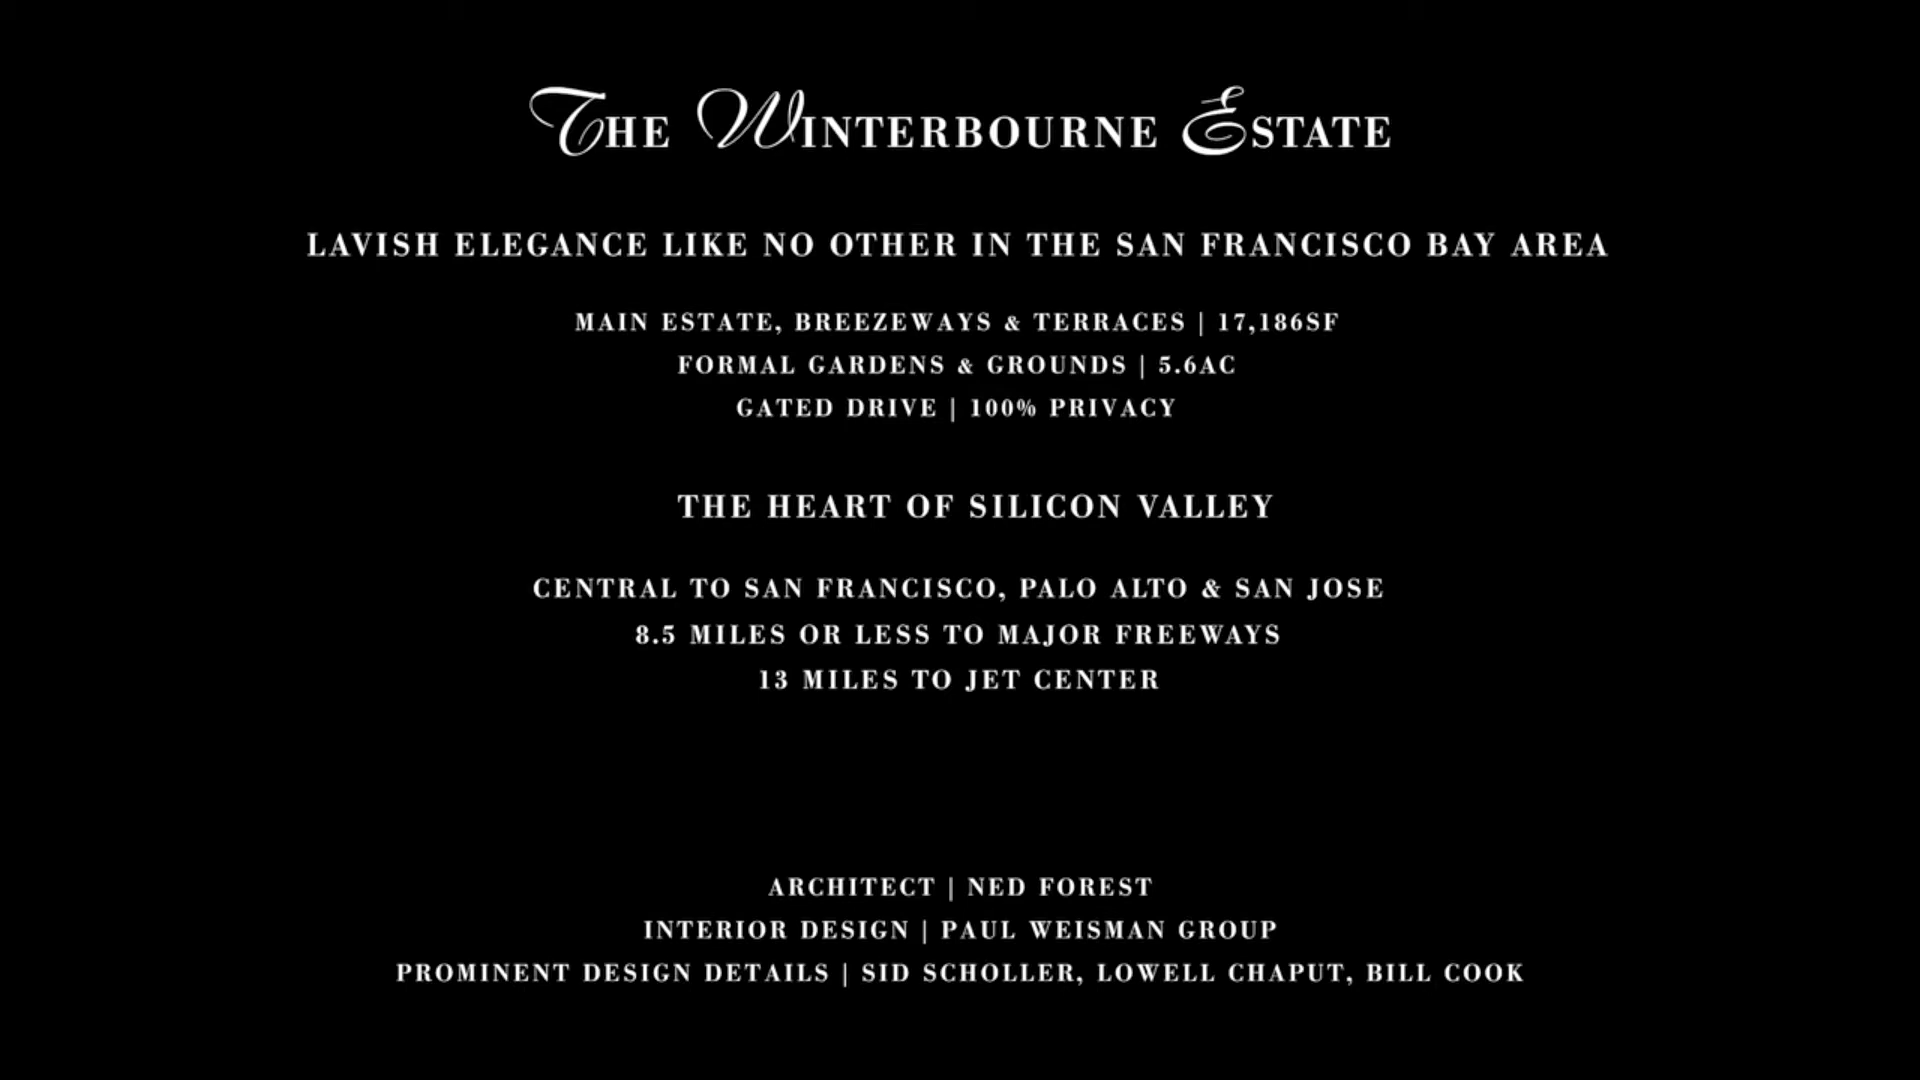 The Winterbourne Estate
LAVISH ELEGANCE LIKE NO OTHER IN THE SAN FRANCISCO BAY AREA
MAIN ESTATE, BREEZEWAYS & TERRACES | 17,186SF
FORMAL GARDENS & GROUNDS | 5.6AC
GATED DRIVE | 100% PRIVACY
THE HEART OF SILICON VALLEY
CENTRAL TO SAN FRANCISCO, PALO ALTO & SAN JOSE
8.5 MILES OR LESS TO MAJOR FREEWAYS
13 MILES TO JET CENTER
ARCHITECT | NED FOREST
INTERIOR DESIGN | PAUL WEISMAN GROUP
PROMINENT DESIGN DETAILS | SID SCHOLLER, LOWELL CHAPUT, BILL COOK